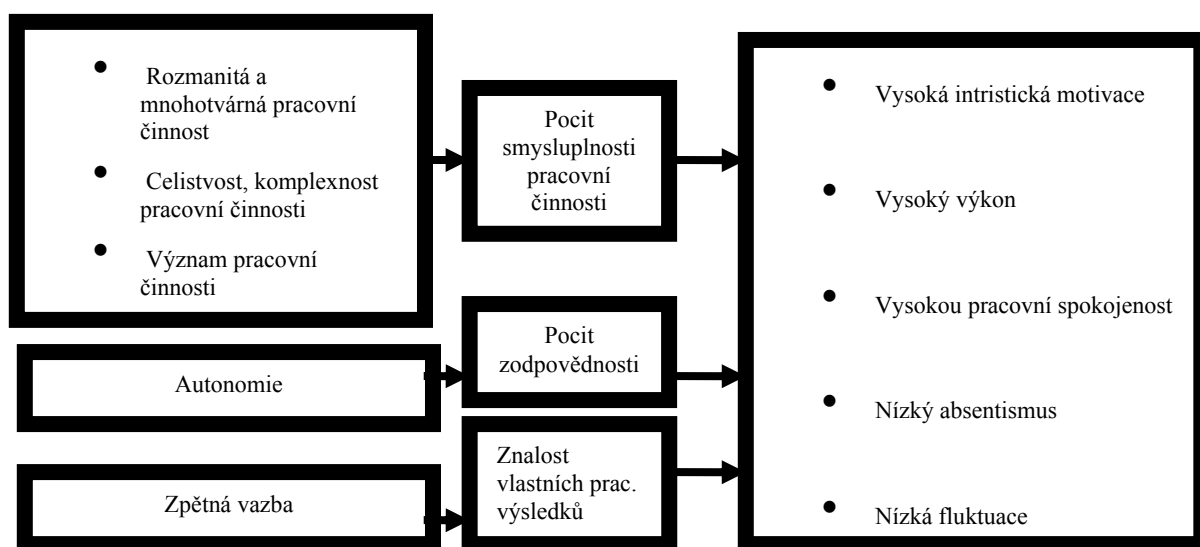 Rozmanitá a
mnohotvárná pracovní
činnost
Celistvost, komplexnost
pracovní činnosti
Význam pracovní
činnosti
Pocit
smysluplnosti
pracovní
činnosti
Autonomie
Pocit
zodpovědnosti
Zpětná vazba
Znalost
vlastních prac.
výsledků
Vysoká intristická motivace
Vysoký výkon
Vysokou pracovní spokojenost
Nízký absentismus
Nízká fluktuace